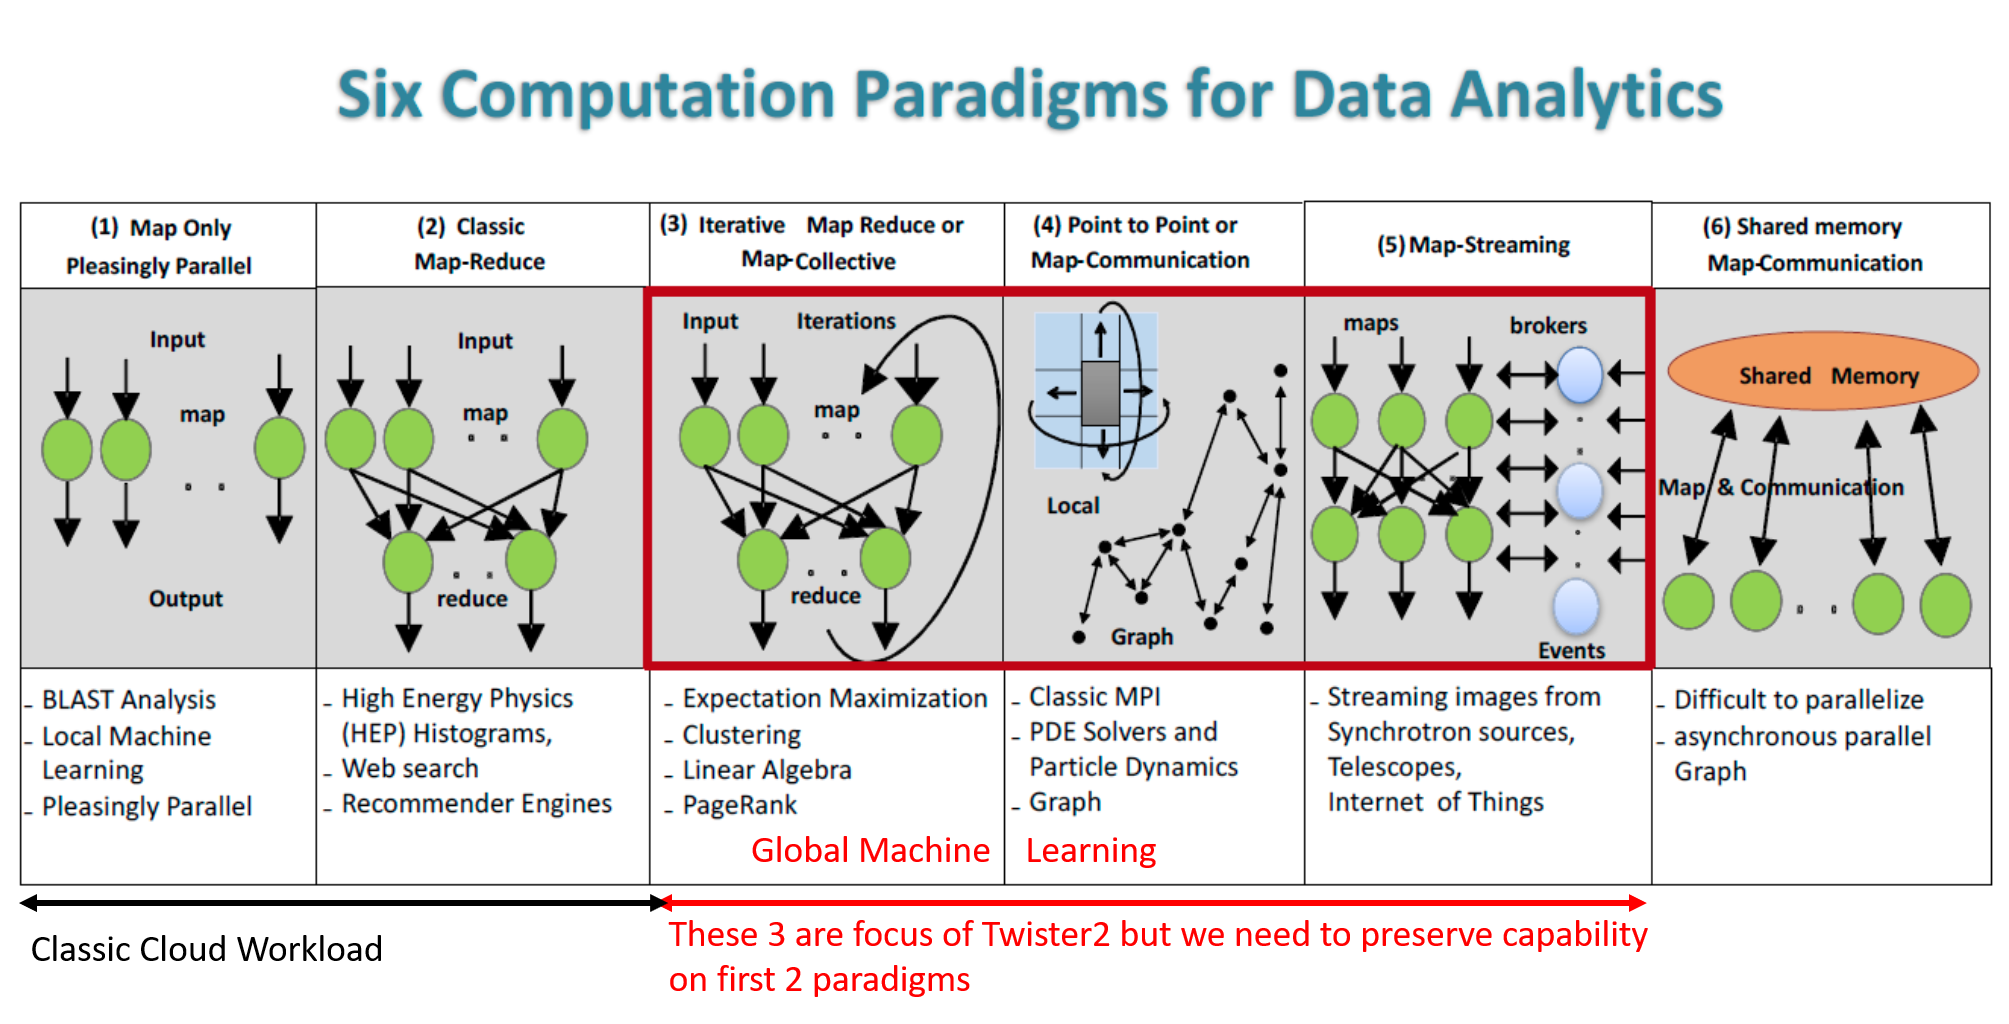 Six Computation Paradigms for Data Analytics
(1) Map Only
Pleasingly Parallel
(2) Classic
Map-Reduce
(3) Iterative Map Reduce or
Map-Collective
(4) Point to Point or
Map-Communication
(5) Map-Streaming
(6) Shared memory
Map-Communication
Input
map
Output
Input
map
reduce
Input Iterations
map
reduce
Local
Graph
maps brokers
Events
Shared Memory
Map & Communication
- BLAST Analysis
- Local Machine
Learning
- Pleasingly Parallel
- High Energy Physics
(HEP) Histograms,
- Web search
- Recommender Engines
- Expectation Maximization
- Clustering
- Linear Algebra
- PageRank
- Classic MPI
- PDE Solvers and
Particle Dynamics
- Graph
- Streaming images from
Synchrotron sources,
Telescopes,
Internet of Things
- Difficult to parallelize
- asynchronous parallel
Graph
Global Machine Learning
Classic Cloud Workload
These 3 are focus of Twister2 but we need to preserve capability
on first 2 paradigms